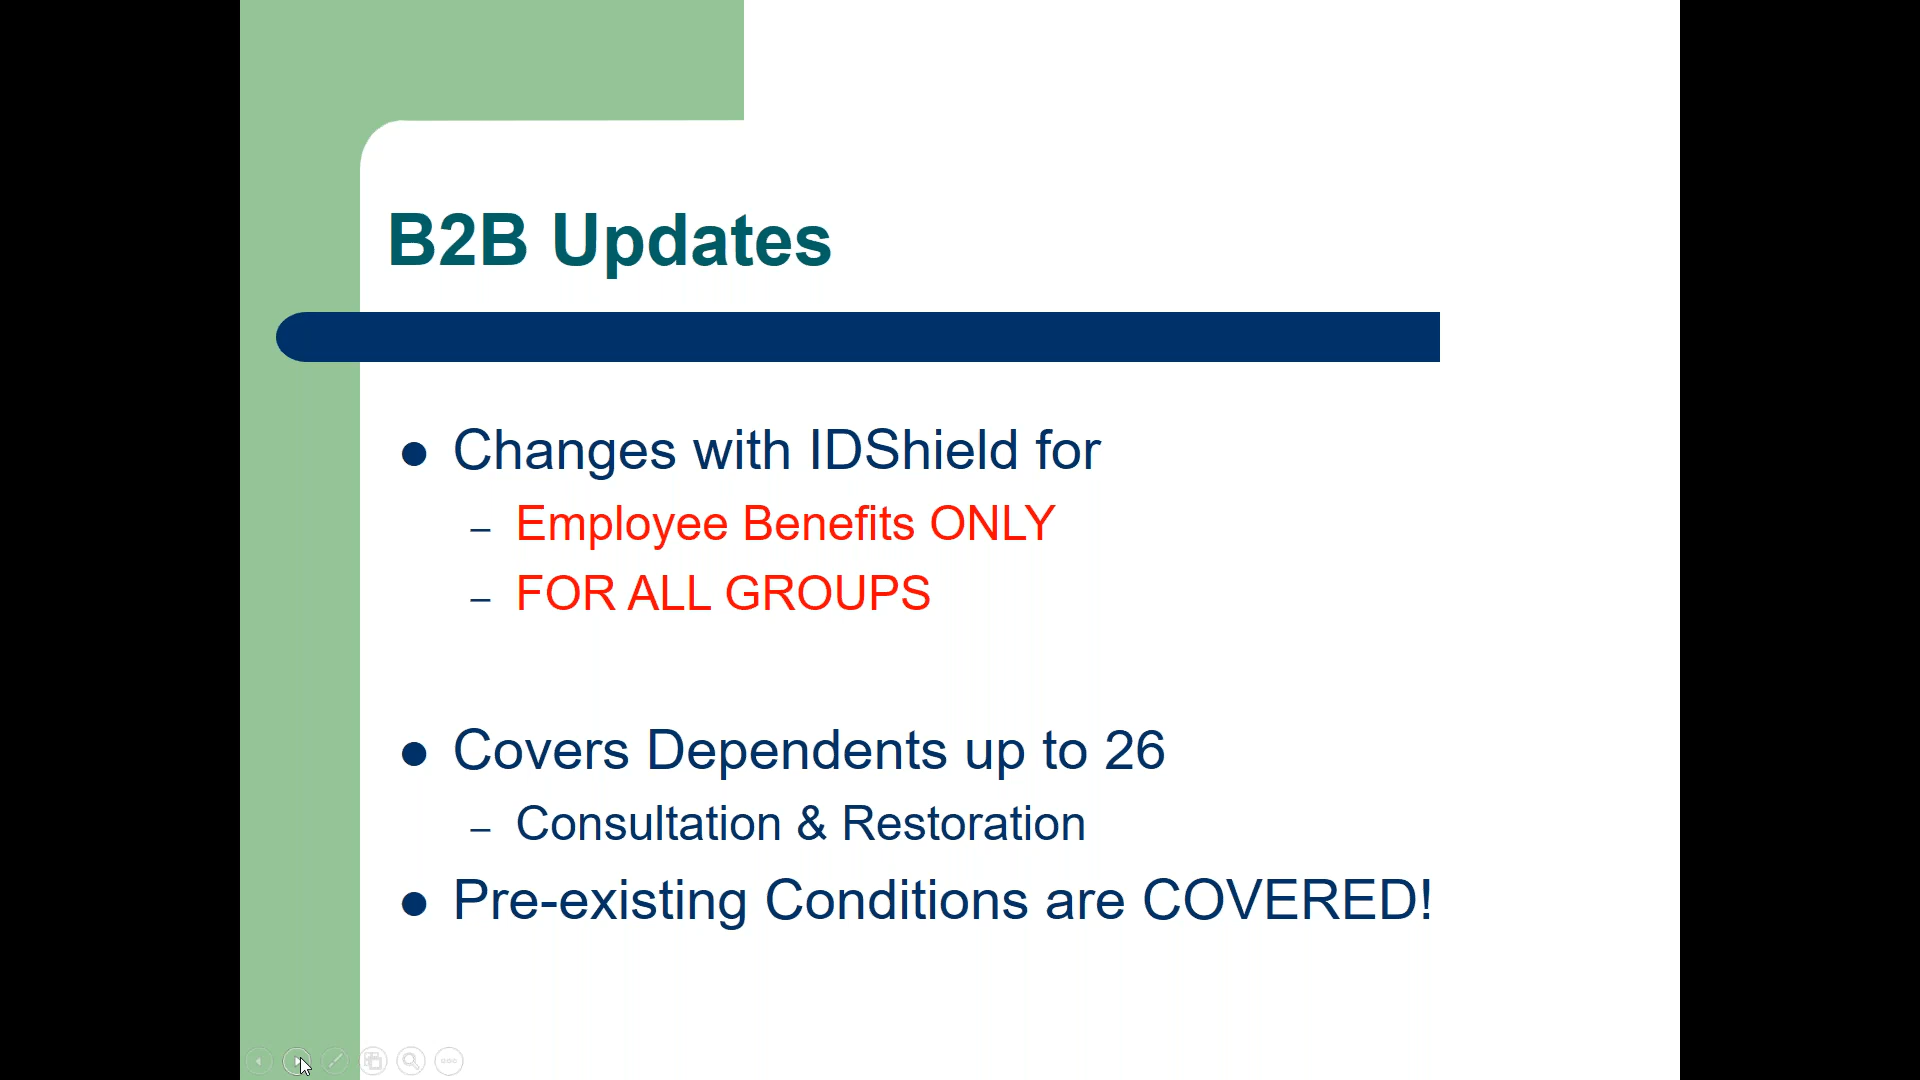 B2B Updates
● Changes with IDShield for
– Employee Benefits ONLY
– FOR ALL GROUPS
● Covers Dependents up to 26
– Consultation & Restoration
● Pre-existing Conditions are COVERED!